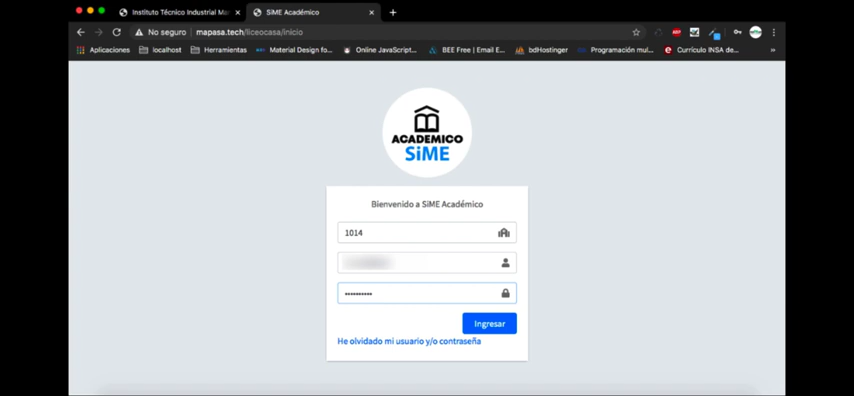 Instituto Técnico Industrial Mar
SiME Académico
No seguro
mapasa.tech/liceocasa/inicio
Aplicaciones
localhost
Herramientas
Material Design fo...
Online JavaScript...
BEE Free | Email E...
bdHostinger
Programación mul...
Currículo INSA de...
»
ACADEMICO
SiME
Bienvenido a SiME Académico
1014
••••••••••
Ingresar
He olvidado mi usuario y/o contraseña